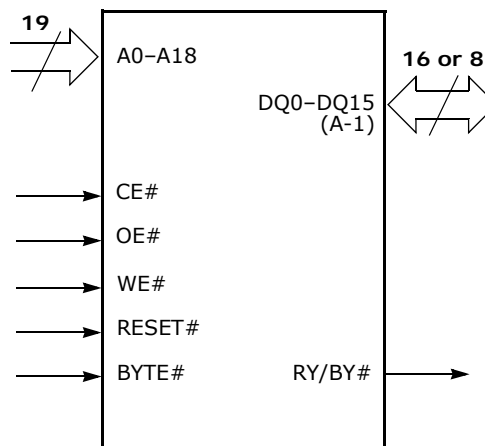 19
A0–A18
16 or 8
DQ0–DQ15
(A-1)
CE#
OE#
WE#
RESET#
BYTE#
RY/BY#